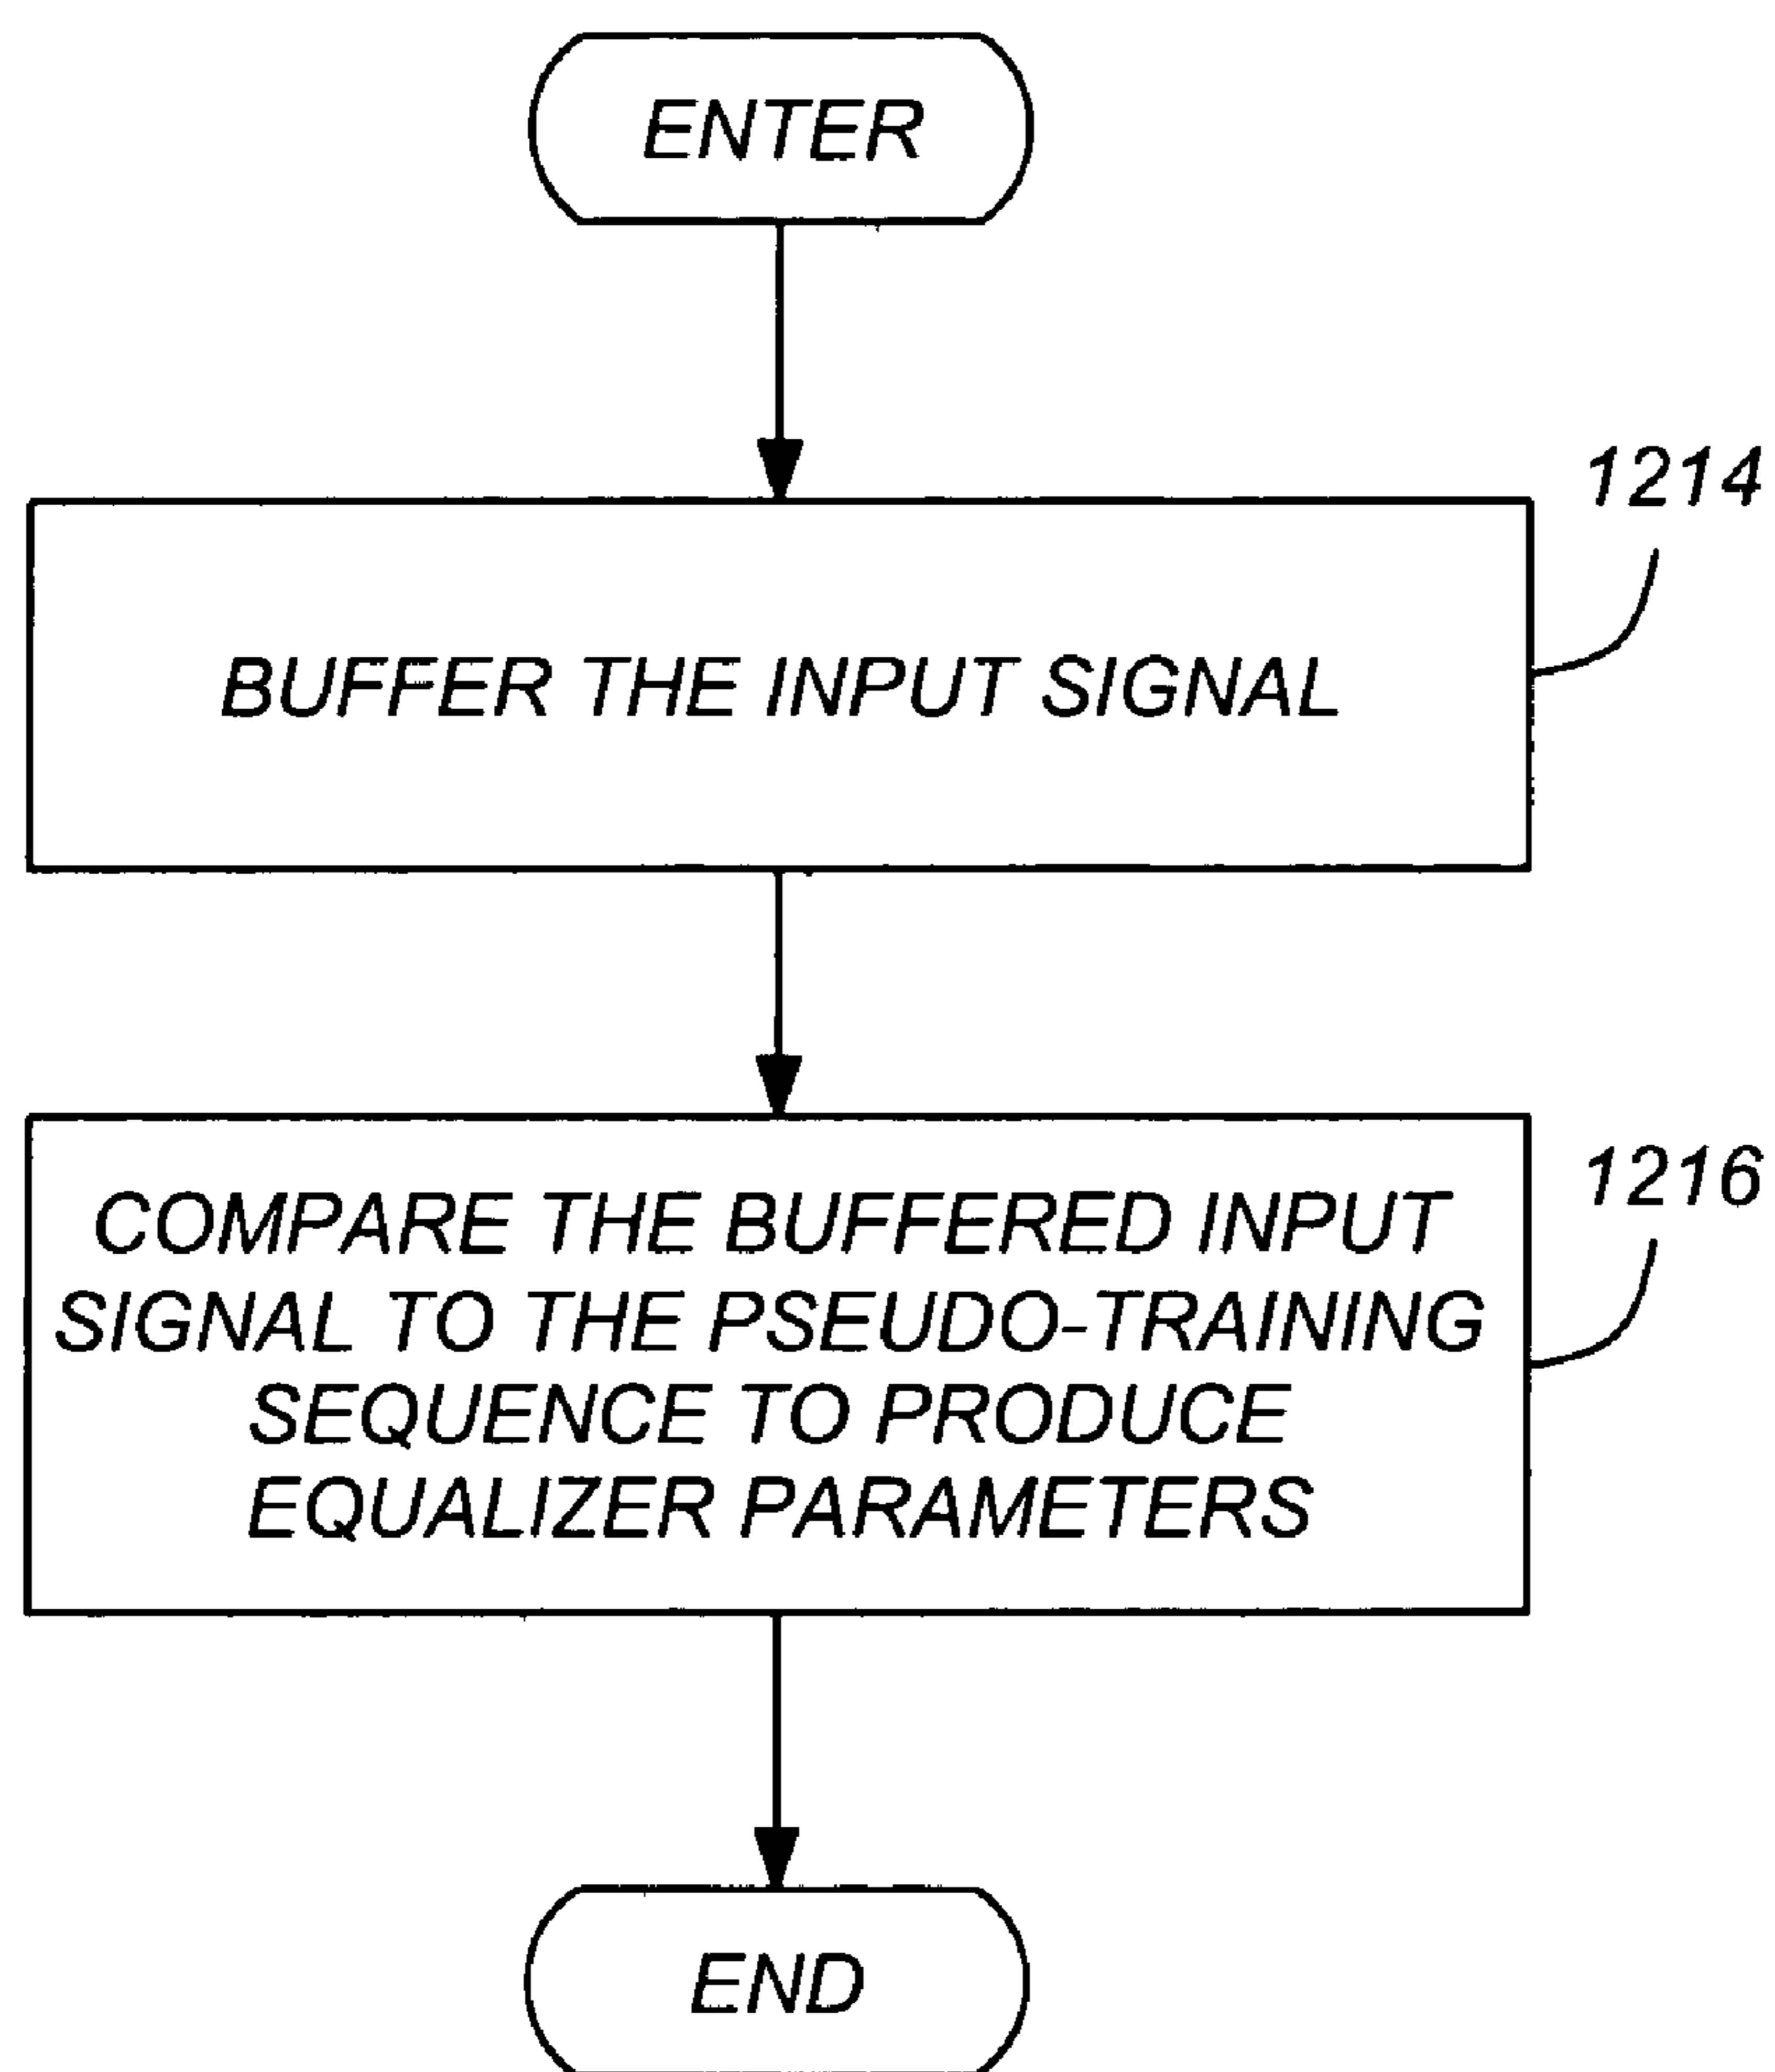 ENTER
1214
BUFFER THE INPUT SIGNAL
1216
COMPARE THE BUFFERED INPUT
SIGNAL TO THE PSEUDO-TRAINING
SEQUENCE TO PRODUCE
EQUALIZER PARAMETERS
END